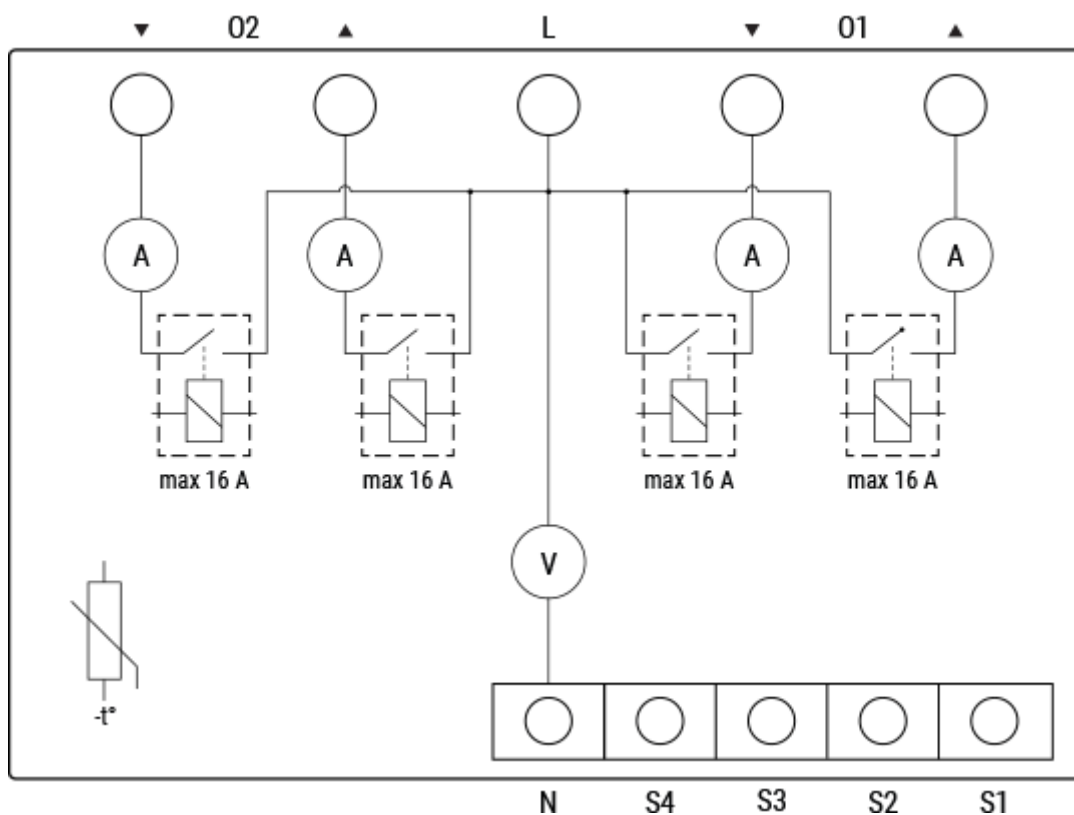 ▼ O2 ▲ L ▼ O1 ▲
A A A A
max 16 A max 16 A max 16 A max 16 A
V
-t°
N S4 S3 S2 S1